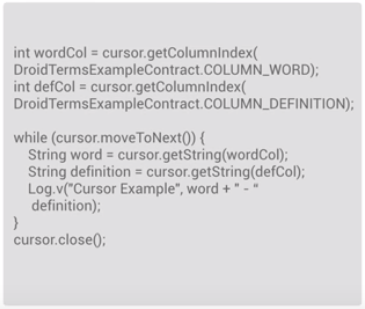 int wordCol = cursor.getColumnIndex(
DroidTermsExampleContract.COLUMN_WORD);
int defCol = cursor.getColumnIndex(
DroidTermsExampleContract.COLUMN_DEFINITION);
while (cursor.moveToNext()) {
String word = cursor.getString(wordCol);
String definition = cursor.getString(defCol);
Log.v("Cursor Example", word + " - “
definition);
}
cursor.close();